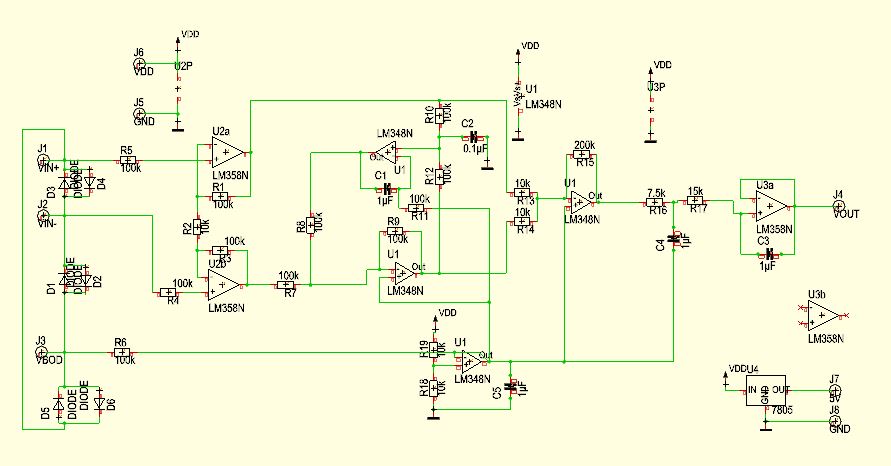 VDD
J6
VDD
U2P
J5
GND
VDD
U1
LM348N
VDD
U3P
J1
VIN+
R5
100k
U2a
LM358N
R1
100k
D3
DIODE
DIODE
D4
J2
VIN-
R2
10k
100k
R3
U2b
LM358N
100k
R4
D1
DIODE
DIODE
D2
100k
R7
R8
100k
LM348N
Out
U1
C1
1µF
100k
R11
R10
100k
C2
0.1µF
R12
100k
R9
100k
U1
Out
LM348N
10k
R13
10k
R14
200k
R15
U1
Out
LM348N
7.5k
R16
15k
R17
C4
1µF
U3a
LM358N
C3
1µF
J4
VOUT
J3
VBOD
R6
100k
D5
DIODE
DIODE
D6
VDD
R19
10k
R18
10k
U1
Out
LM348N
C5
1µF
U3b
LM358N
VDD
U4
IN
GND
OUT
7805
J7
5V
J8
GND